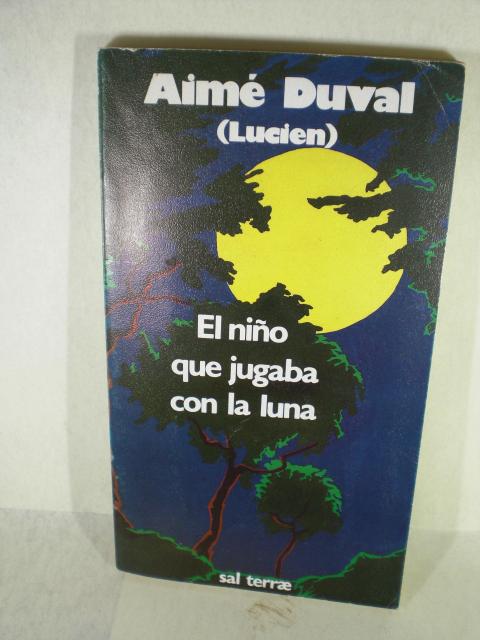 Aimé Duval
(Lucien)
El niño
que jugaba
con la luna
sal terræ